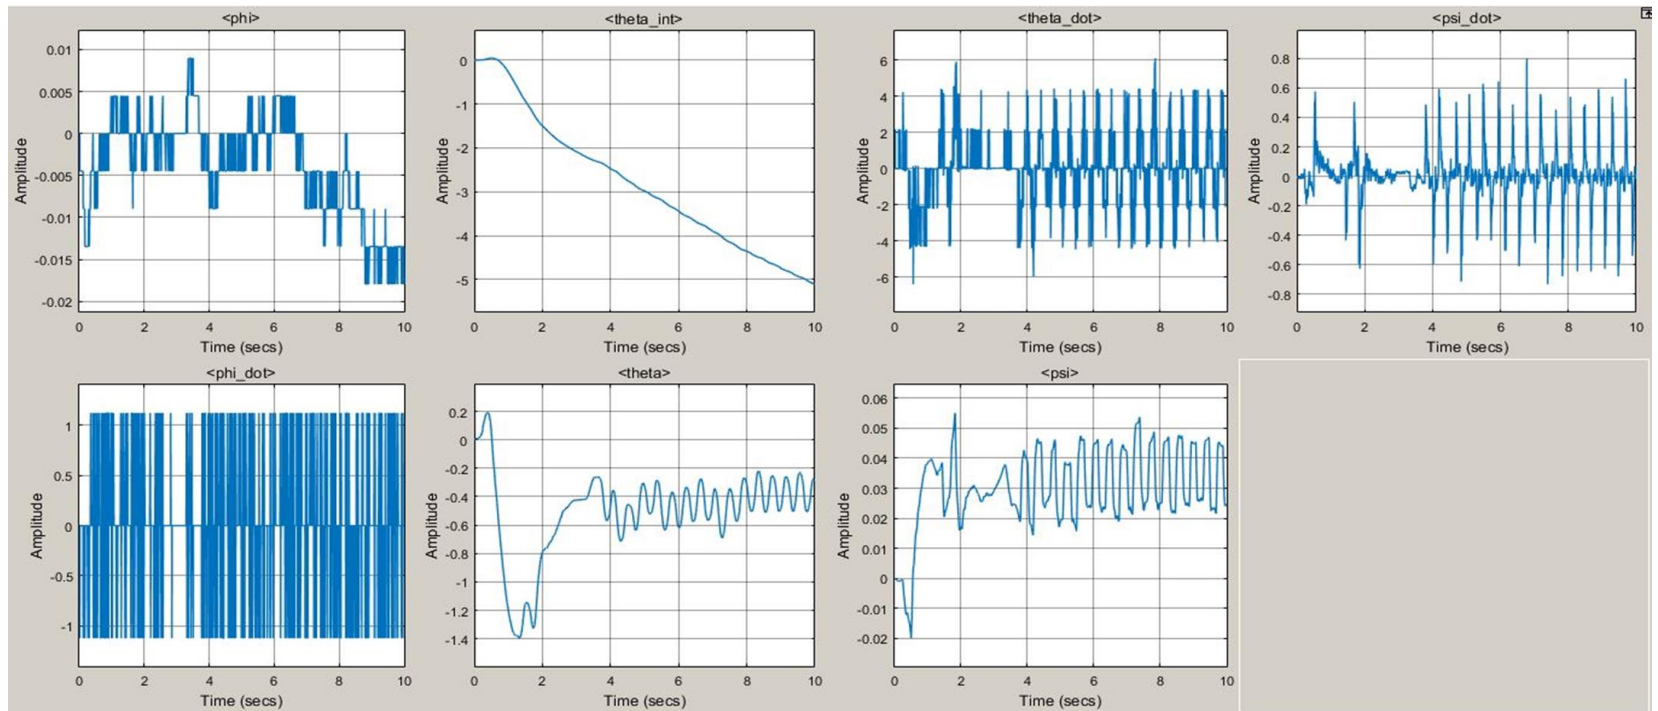 <phi>
0.01
0.005
0
-0.005
-0.01
-0.015
-0.02
Amplitude
0 2 4 6 8 10
Time (secs)
<theta_int>
0
-1
-2
-3
-4
-5
Amplitude
0 2 4 6 8 10
Time (secs)
<theta_dot>
6
4
2
0
-2
-4
-6
Amplitude
0 2 4 6 8 10
Time (secs)
<psi_dot>
0.8
0.6
0.4
0.2
0
-0.2
-0.4
-0.6
-0.8
Amplitude
0 2 4 6 8 10
Time (secs)
<phi_dot>
1
0.5
0
-0.5
-1
Amplitude
0 2 4 6 8 10
Time (secs)
<theta>
0.2
0
-0.2
-0.4
-0.6
-0.8
-1
-1.2
-1.4
Amplitude
0 2 4 6 8 10
Time (secs)
<psi>
0.06
0.05
0.04
0.03
0.02
0.01
0
-0.01
-0.02
Amplitude
0 2 4 6 8 10
Time (secs)